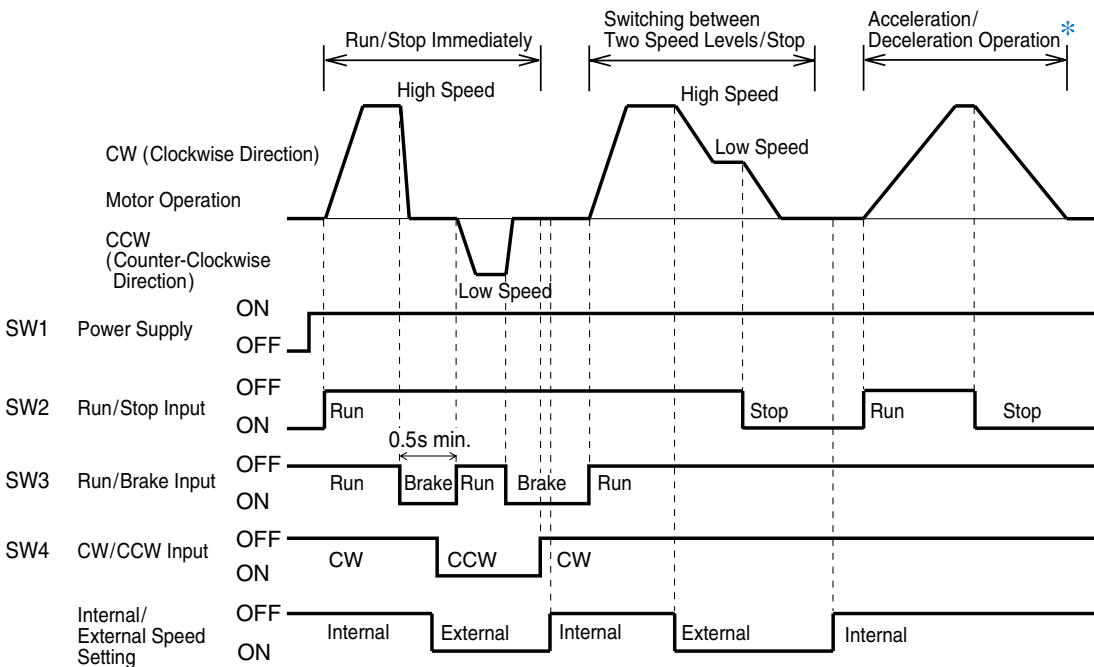 Run/Stop Immediately
Switching between
Two Speed Levels/Stop
Acceleration/
Deceleration Operation*
High Speed
High Speed
Low Speed
CW (Clockwise Direction)
Motor Operation
CCW
(Counter-Clockwise
Direction)
Low Speed
SW1 Power Supply ON
OFF
SW2 Run/Stop Input OFF
ON
Run
Stop
Run
Stop
0.5s min.
SW3 Run/Brake Input OFF
ON
Run
Brake
Run
Brake
Run
SW4 CW/CCW Input OFF
ON
CW
CCW
CW
Internal/
External Speed
Setting
OFF
ON
Internal
External
Internal
External
Internal